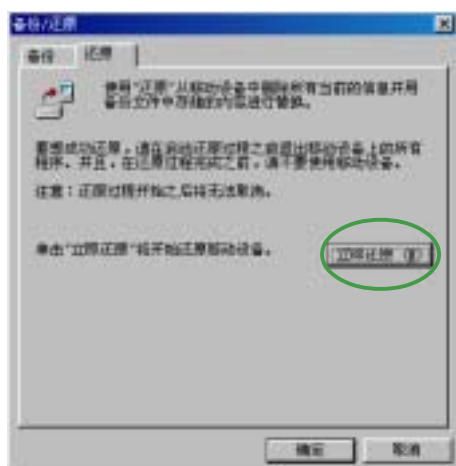 备份/还原
备份 还原
使用“还原”从移动设备中删除所有当前的信息并用
备份文件中存储的内容进行替换。
要想成功还原，请在启动还原过程之前退出移动设备上的所有
程序。并且，在还原过程完成之前，请不要使用移动设备。
注意：还原过程开始之后将无法取消。
单击“立即还原”将开始还原移动设备。
立即还原
确定 取消